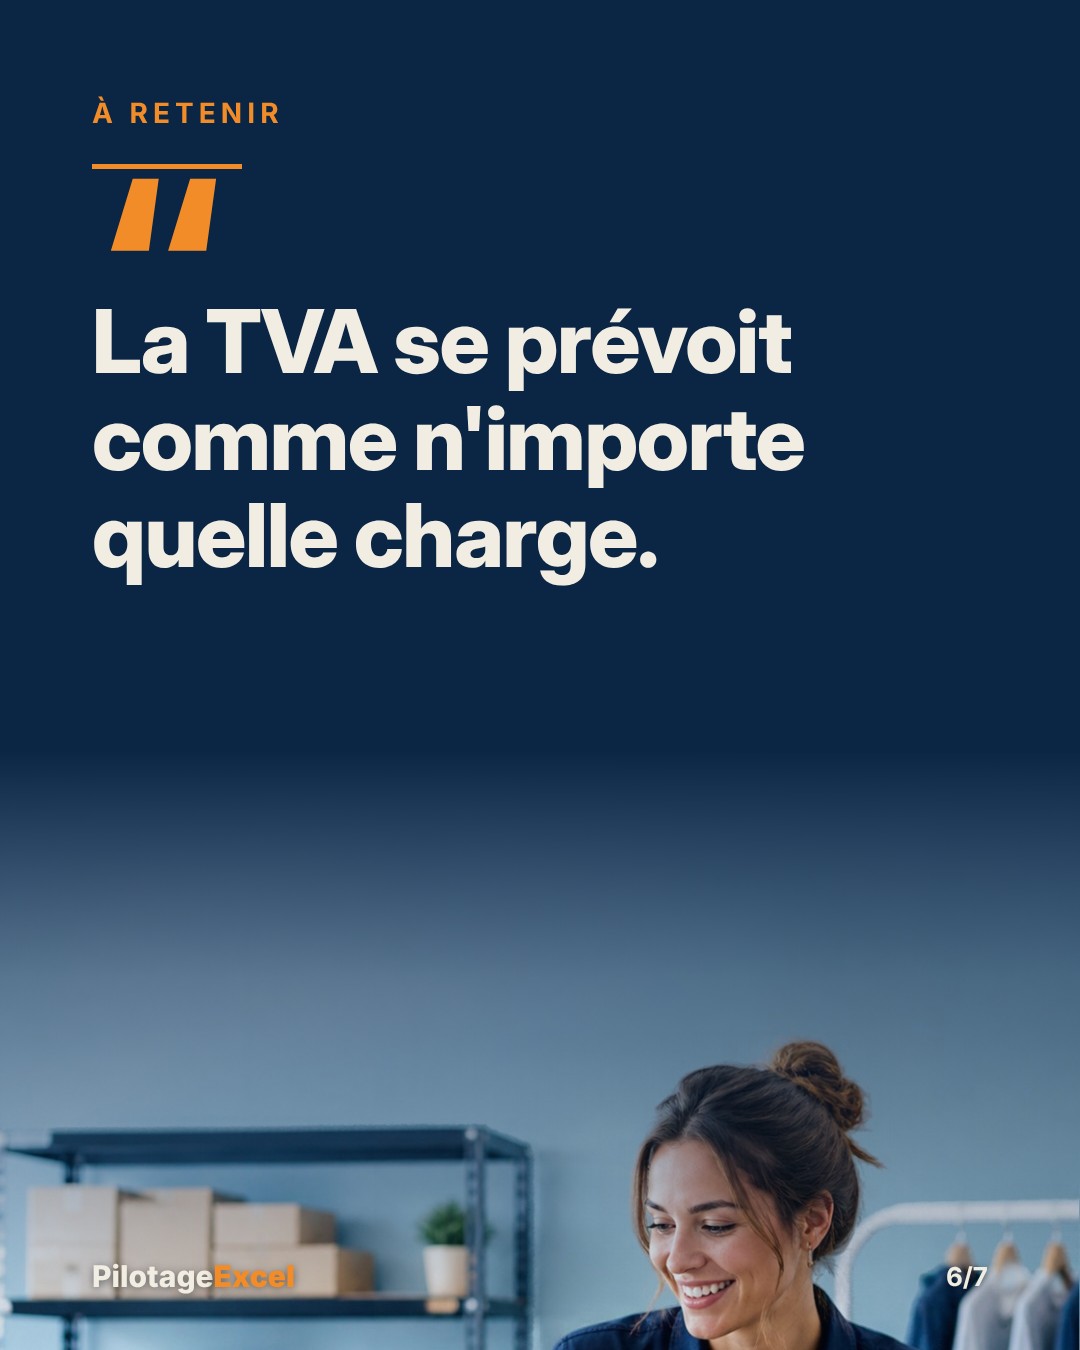 À RETENIR
"
La TVA se prévoit
comme n'importe
quelle charge.
PilotageExcel
6/7